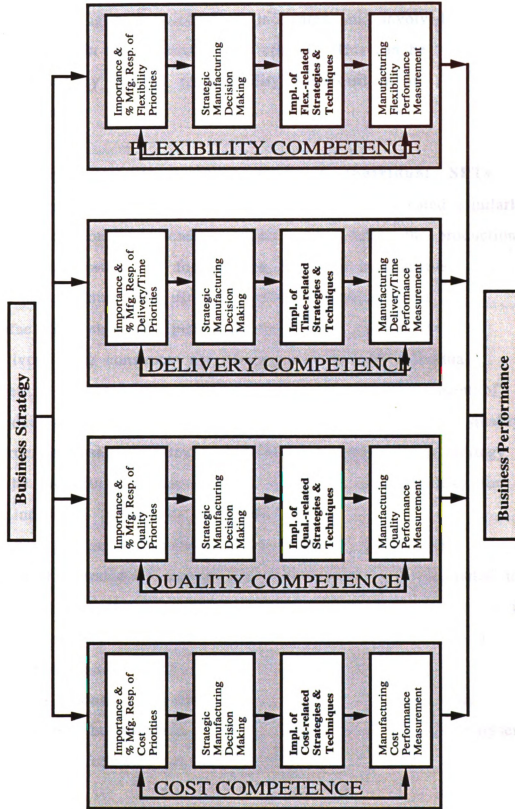 Business Strategy
COST COMPETENCE
Importance &
% Mfg. Resp. of
Cost
Priorities
Strategic
Manufacturing
Decision
Making
Impl. of
Cost-related
Strategies &
Techniques
Manufacturing
Cost
Performance
Measurement
QUALITY COMPETENCE
Importance &
% Mfg. Resp. of
Quality
Priorities
Strategic
Manufacturing
Decision
Making
Impl. of
Qual.-related
Strategies &
Techniques
Manufacturing
Quality
Performance
Measurement
DELIVERY COMPETENCE
Importance &
% Mfg. Resp. of
Delivery/Time
Priorities
Strategic
Manufacturing
Decision
Making
Impl. of
Time-related
Strategies &
Techniques
Manufacturing
Delivery/Time
Performance
Measurement
FLEXIBILITY COMPETENCE
Importance &
% Mfg. Resp. of
Flexibility
Priorities
Strategic
Manufacturing
Decision
Making
Impl. of
Flex.-related
Strategies &
Techniques
Manufacturing
Flexibility
Performance
Measurement
Business Performance